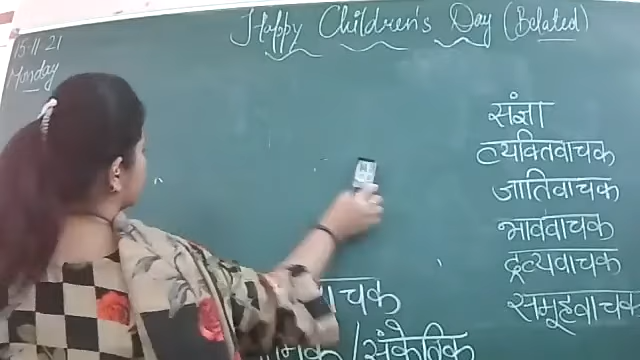 Happy Children's Day (Belated)
15-11-21
Monday
संज्ञा
व्यक्तिवाचक
जातिवाचक
भाववाचक
द्रव्यवाचक
समूहवाचक
वाचक
/संकेतिक